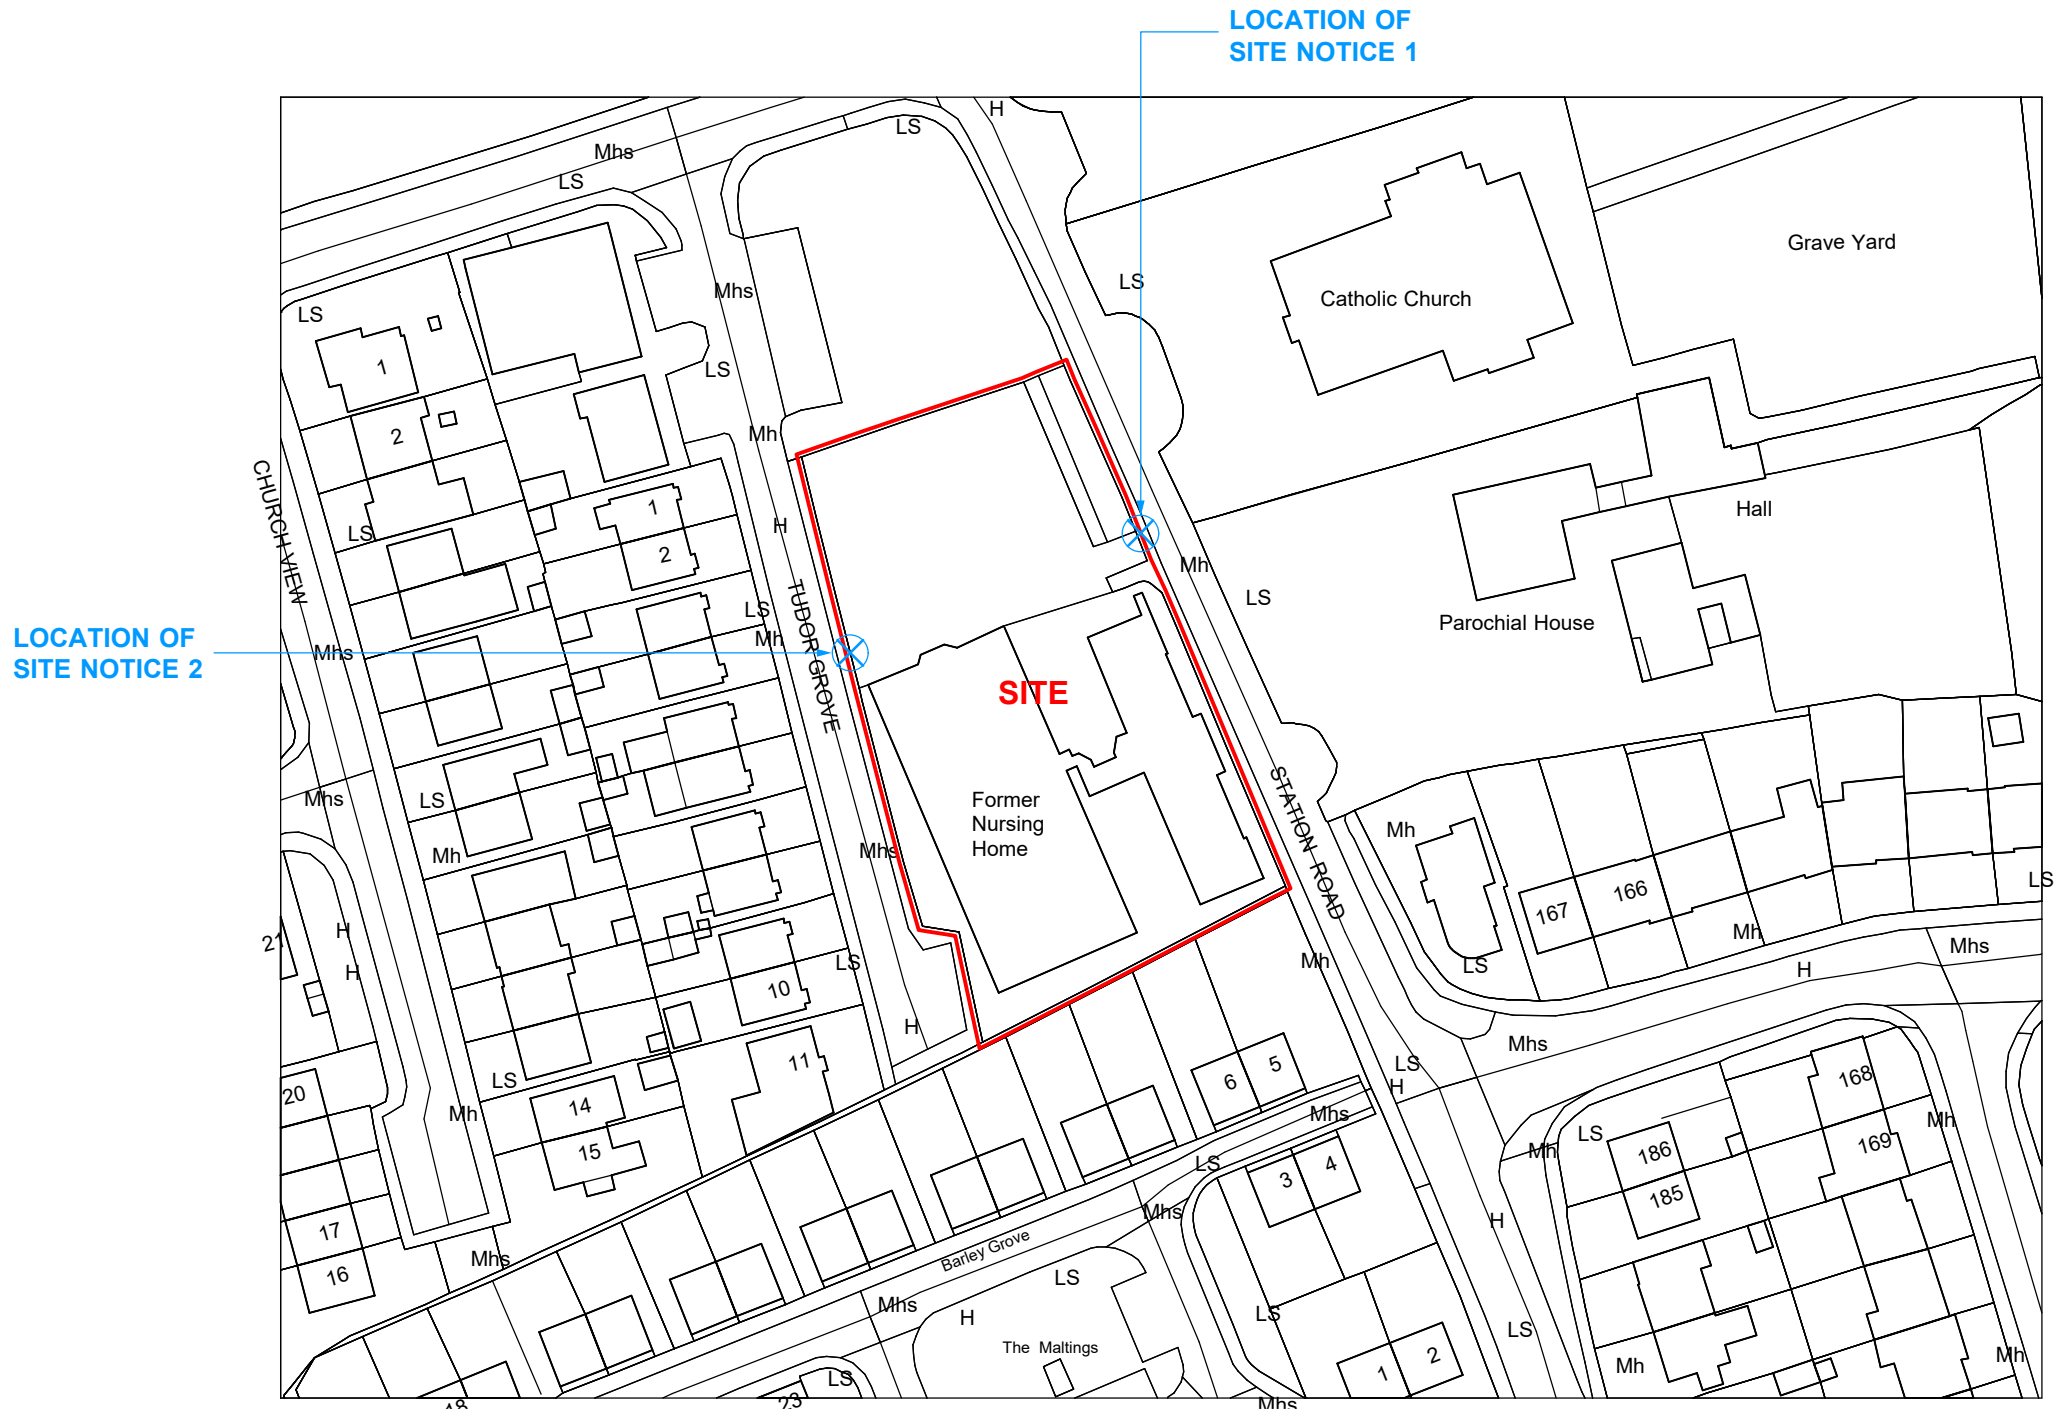 LOCATION OF
SITE NOTICE 1
H
LS
Mhs
LS
Grave Yard
LS
Mhs
Catholic Church
LS
1
LS
2
Mh
CHURCH VIEW
LS
1
H
Hall
2
Mh
LS
LS
TUDOR GROVE
Parochial House
LOCATION OF
SITE NOTICE 2
Mhs
Mh
SITE
STATION ROAD
Mhs
LS
Former
Nursing
Home
Mh
Mh
Mhs
LS
167
166
21
H
Mh
Mhs
H
LS
Mh
LS
H
10
H
Mhs
11
LS
LS
20
14
Mh
6
5
H
Mhs
168
Mh
15
LS
3
4
Mh
LS
186
169
185
17
Mhs
Mhs
H
16
Barley Grove
LS
Mhs
H
LS
LS
The Maltings
1
2
Mh
Mh
LS
18
23
Mhs